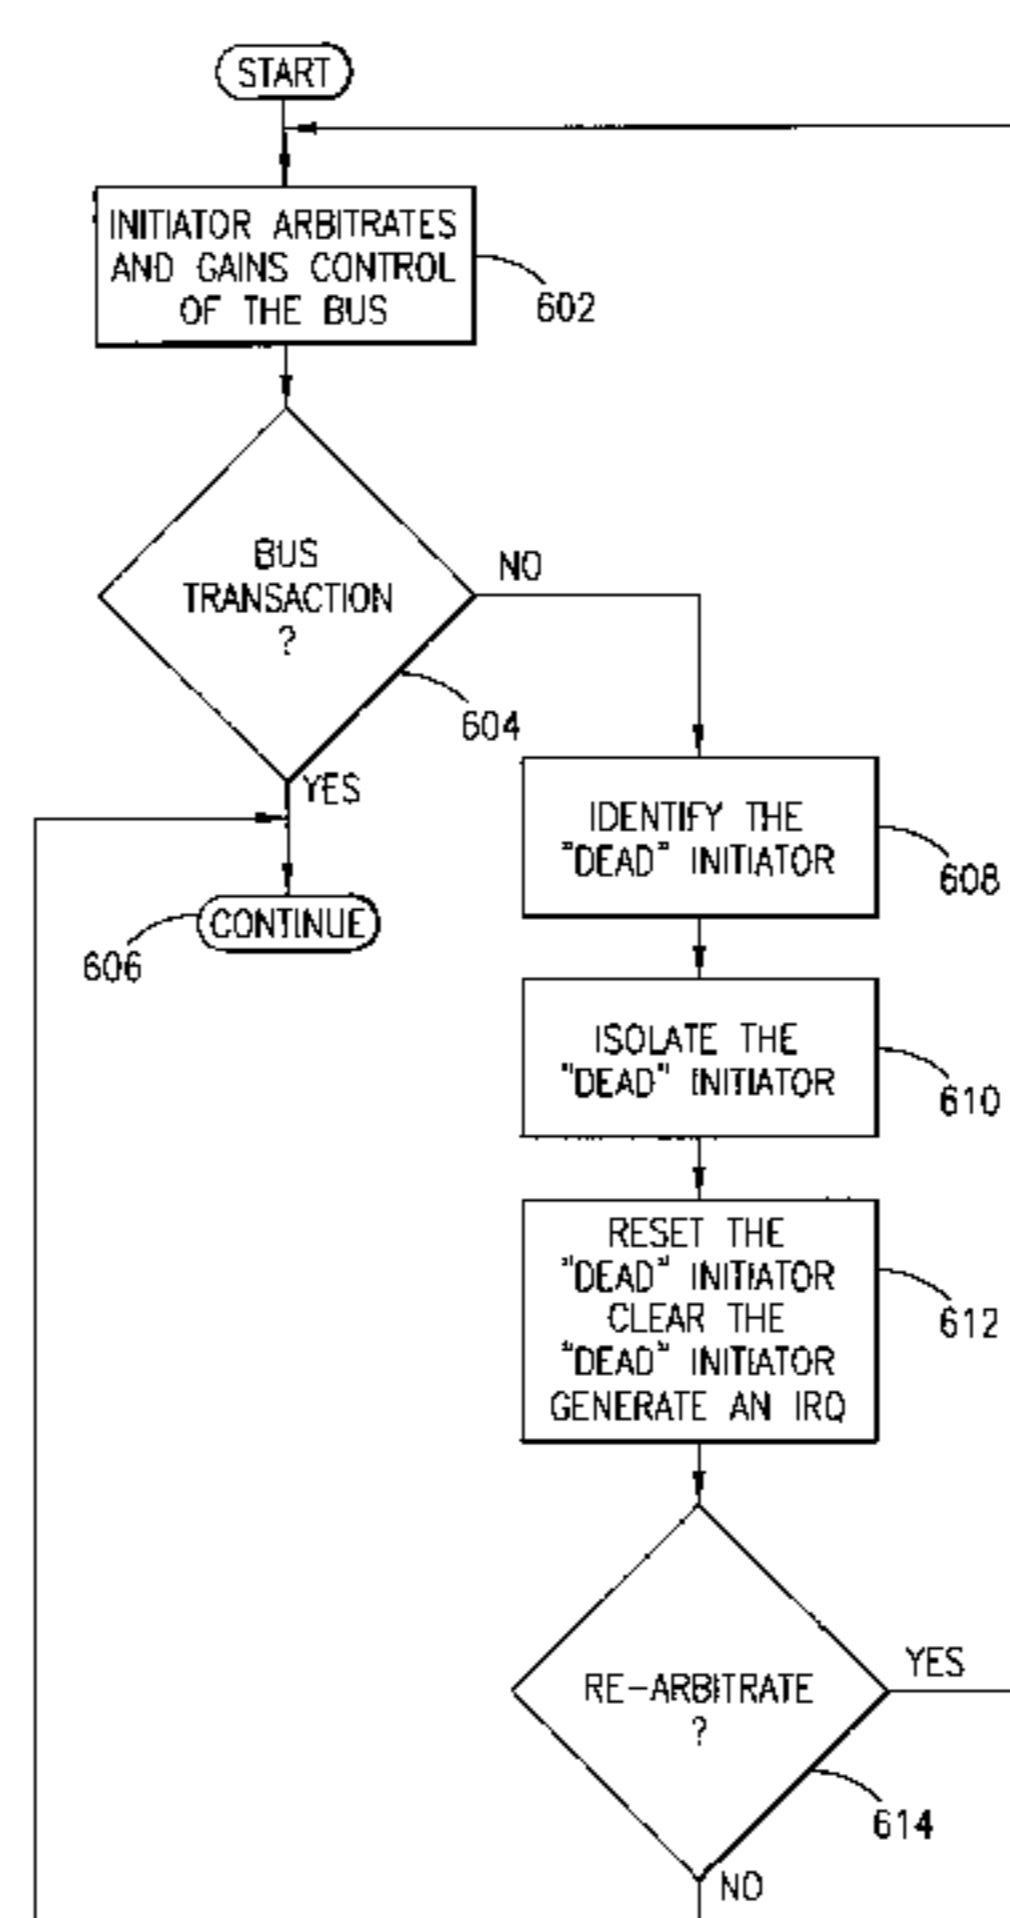 START
INITIATOR ARBITRATES
AND GAINS CONTROL
OF THE BUS
602
BUS
TRANSACTION
?
NO
604
YES
IDENTIFY THE
"DEAD" INITIATOR
608
CONTINUE
606
ISOLATE THE
"DEAD" INITIATOR
610
RESET THE
"DEAD" INITIATOR
CLEAR THE
"DEAD" INITIATOR
GENERATE AN IRQ
612
RE-ARBITRATE
?
YES
614
NO